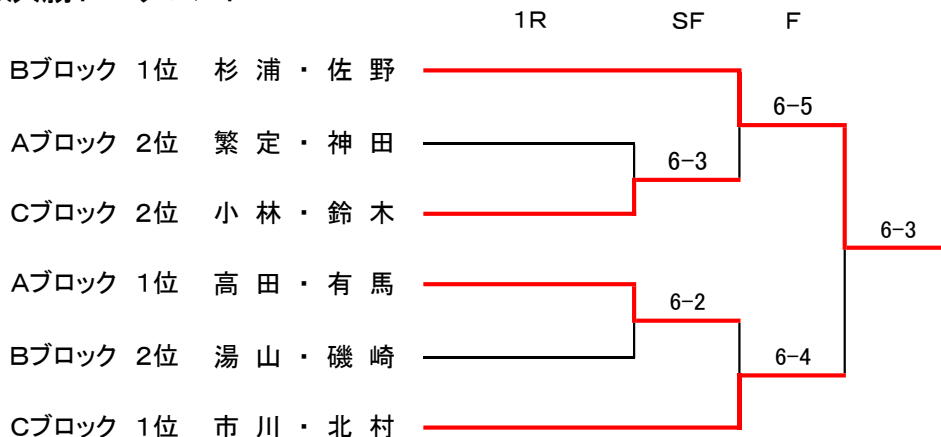 1R SF F
Bブロック 1位 杉浦・佐野
6-5
Aブロック 2位 繁定・神田
6-3
Cブロック 2位 小林・鈴木
6-3
Aブロック 1位 高田・有馬
6-2
Bブロック 2位 湯山・磯崎
6-4
Cブロック 1位 市川・北村